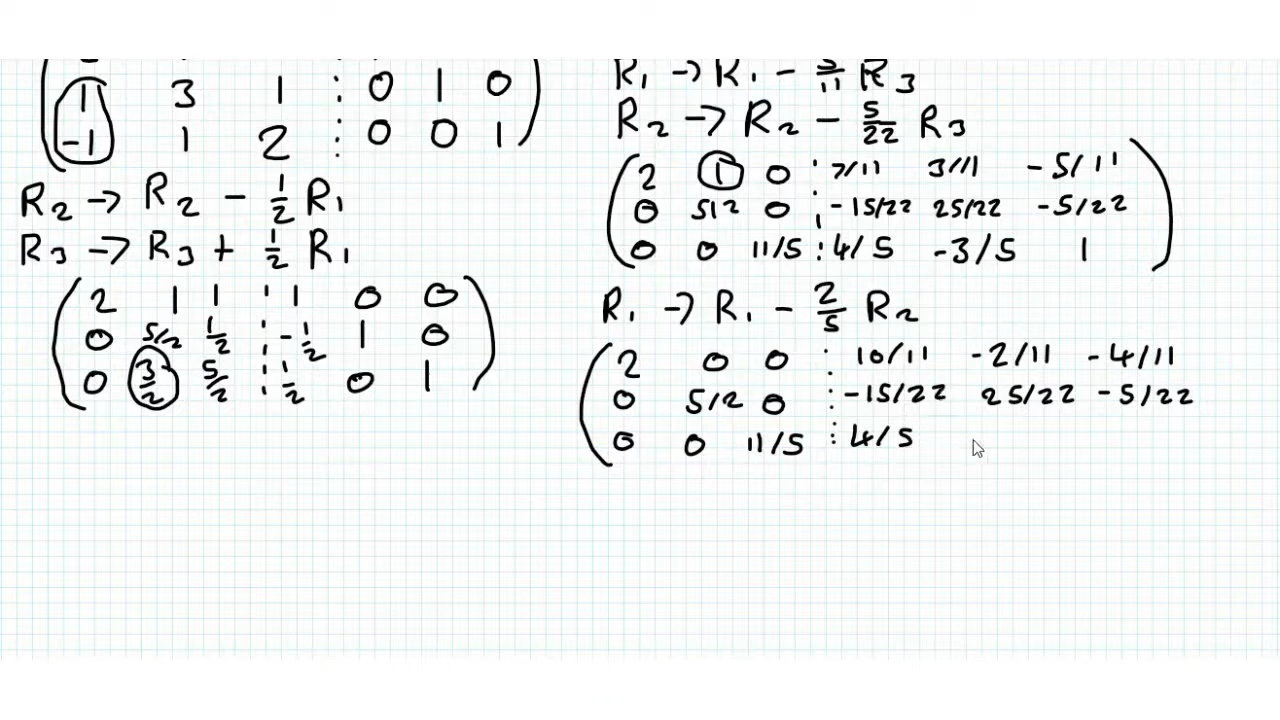 1 3 1 : 0 1 0
-1 1 2 : 0 0 1
R2 → R2 - 1/2 R1
R3 → R3 + 1/2 R1
2 1 1 : 1 0 0
0 5/2 1/2 : -1/2 1 0
0 3/2 5/2 : 1/2 0 1
R1 → R1 - 5/11 R3
R2 → R2 - 5/22 R3
2 1 0 : 7/11 3/11 -5/11
0 5/2 0 : -15/22 25/22 -5/22
0 0 11/5 : 4/5 -3/5 1
R1 → R1 - 2/5 R2
2 0 0 : 10/11 -2/11 -4/11
0 5/2 0 : -15/22 25/22 -5/22
0 0 11/5 : 4/5